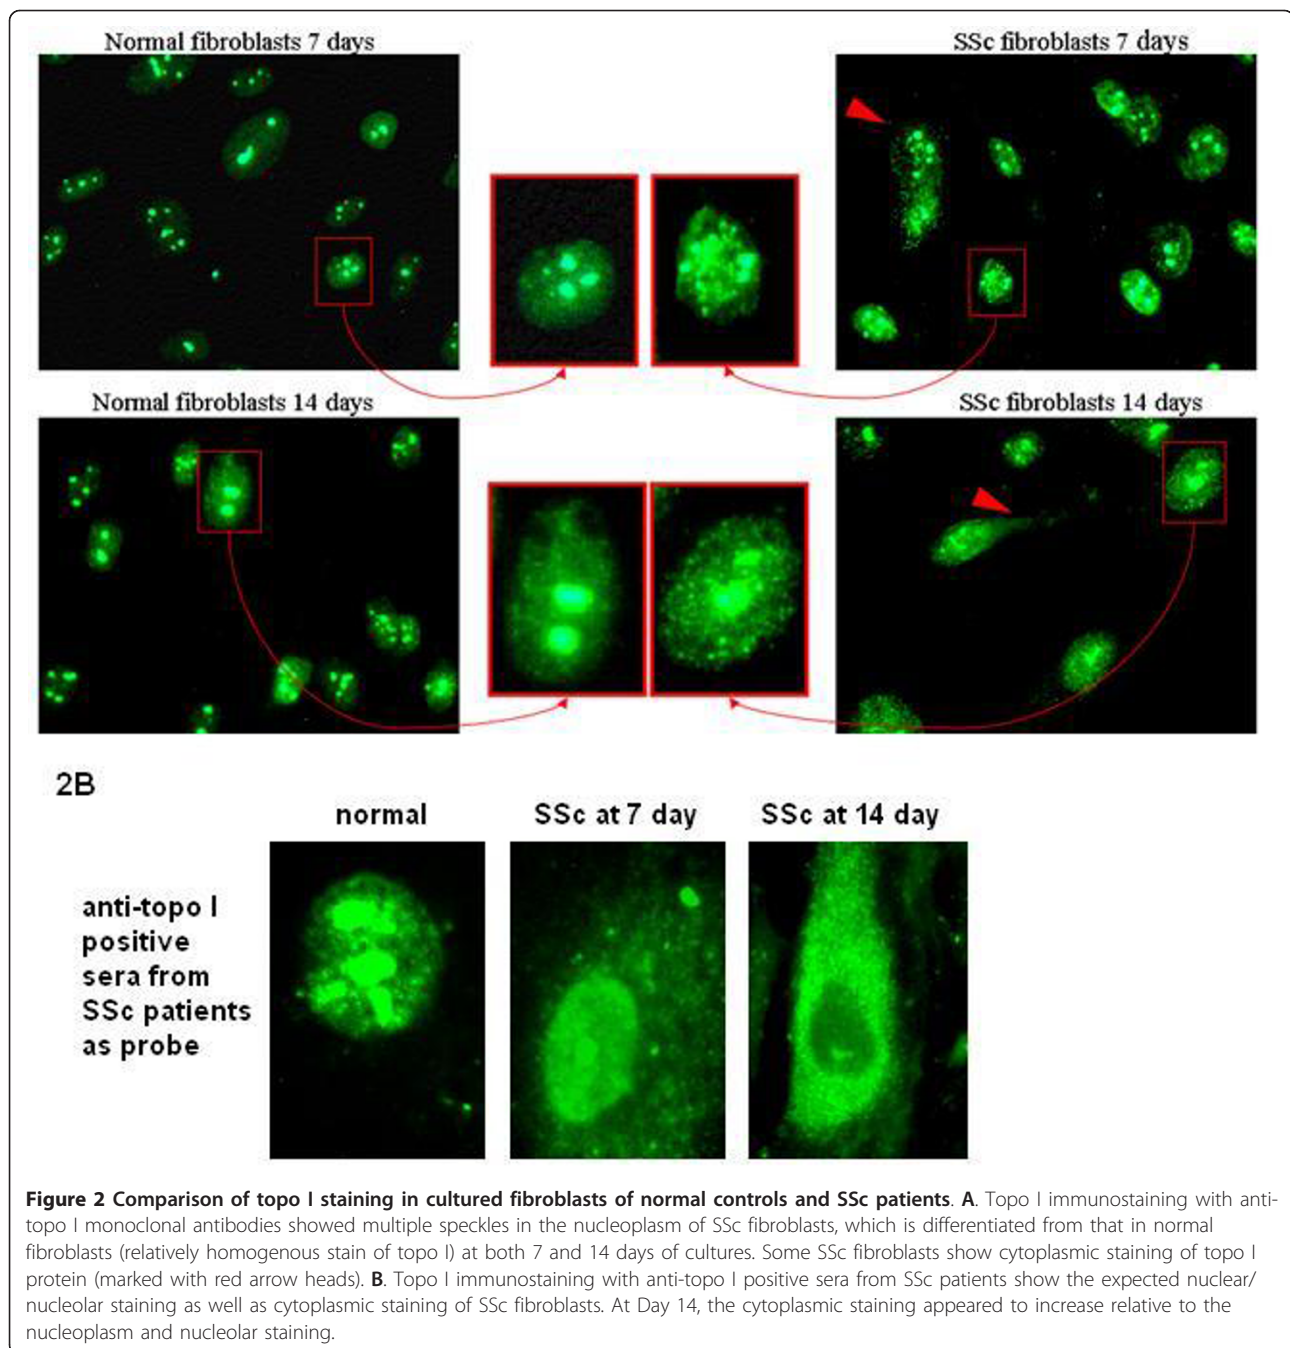 Normal fibroblasts 7 days
SSc fibroblasts 7 days
Normal fibroblasts 14 days
SSc fibroblasts 14 days
2B
normal
SSc at 7 day
SSc at 14 day
anti-topo I
positive
sera from
SSc patients
as probe
Figure 2 Comparison of topo I staining in cultured fibroblasts of normal controls and SSc patients. A. Topo I immunostaining with anti-
topo I monoclonal antibodies showed multiple speckles in the nucleoplasm of SSc fibroblasts, which is differentiated from that in normal
fibroblasts (relatively homogenous stain of topo I) at both 7 and 14 days of cultures. Some SSc fibroblasts show cytoplasmic staining of topo I
protein (marked with red arrow heads). B. Topo I immunostaining with anti-topo I positive sera from SSc patients show the expected nuclear/
nucleolar staining as well as cytoplasmic staining of SSc fibroblasts. At Day 14, the cytoplasmic staining appeared to increase relative to the
nucleoplasm and nucleolar staining.